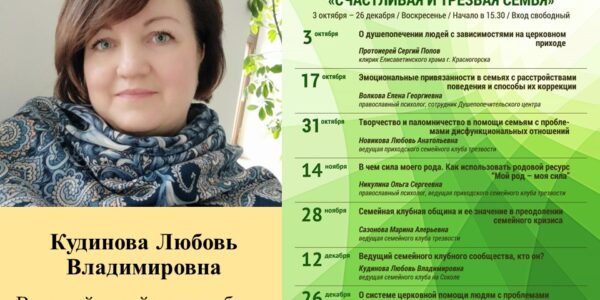 Кудинова Любовь
Владимировна
«СЧАСТЛИВАЯ И ТРЕЗВАЯ СЕМЬЯ»
3 октября – 26 декабря / Воскресенье / Начало в 15.30 / Вход свободный
3 октября
О душепопечении людей с зависимостями на церковном
приходе
Протоиерей Сергий Попов
клирик Елисаветинского храма г. Красногорска
17 октября
Эмоциональные привязанности в семьях с расстройствами
поведения и способы их коррекции
Волкова Елена Георгиевна
православный психолог, сотрудник Душепопечительского центра
31 октября
Творчество и паломничество в помощи семьям с пробле-
мами дисфункциональных отношений
Новикова Любовь Анатольевна
ведущая приходского семейного клуба трезвости
14 ноября
В чем сила моего рода. Как использовать родовой ресурс
"Мой род – моя сила"
Никулина Ольга Сергеевна
православный психолог, ведущая приходского семейного клуба трезвости
28 ноября
Семейная клубная община и ее значение в преодолении
семейного кризиса
Сазонова Марина Алерьевна
ведущая семейного клуба трезвости
12 декабря
Ведущий семейного клубного сообщества, кто он?
Кудинова Любовь Владимировна
ведущая семейного клуба на Соколе
26 декабря
О системе церковной помощи людям с проблемами